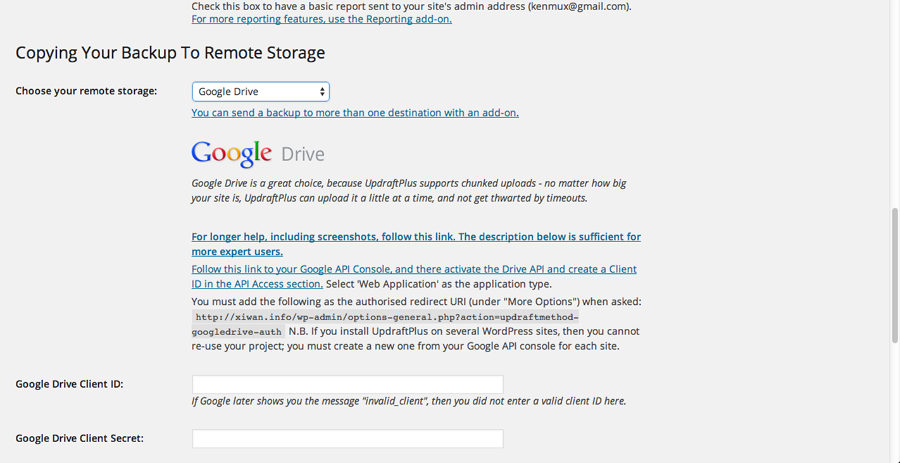 Check this box to have a basic report sent to your site's admin address (kenmux@gmail.com).
For more reporting features, use the Reporting add-on.
Copying Your Backup To Remote Storage
Choose your remote storage:
Google Drive
You can send a backup to more than one destination with an add-on.
Google Drive
Google Drive is a great choice, because UpdraftPlus supports chunked uploads - no matter how big
your site is, UpdraftPlus can upload it a little at a time, and not get thwarted by timeouts.
For longer help, including screenshots, follow this link. The description below is sufficient for
more expert users.
Follow this link to your Google API Console, and there activate the Drive API and create a Client
ID in the API Access section. Select 'Web Application' as the application type.
You must add the following as the authorised redirect URI (under "More Options") when asked:
http://xiwan.info/wp-admin/options-general.php?action=updraftmethod-
googledrive-auth N.B. If you install UpdraftPlus on several WordPress sites, then you cannot
re-use your project; you must create a new one from your Google API console for each site.
Google Drive Client ID:
If Google later shows you the message "invalid_client", then you did not enter a valid client ID here.
Google Drive Client Secret: